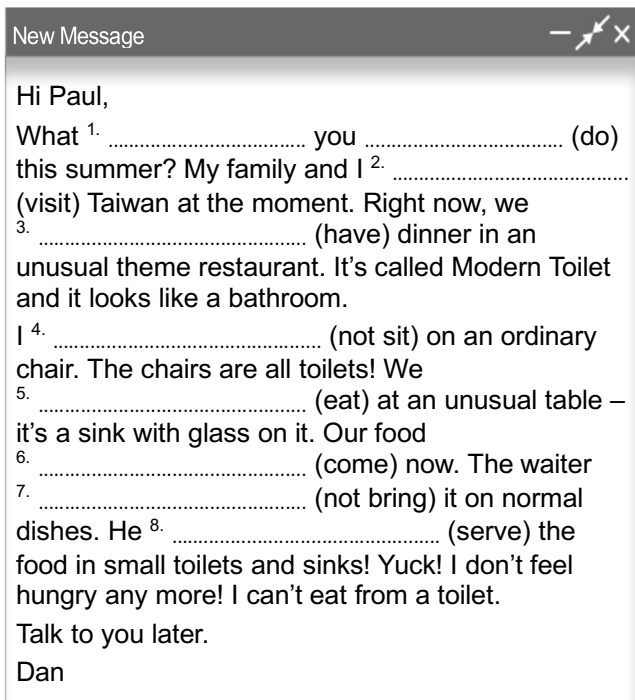 New Message
Hi Paul,
What 1. .................................... you .................................... (do)
this summer? My family and I 2. ...........................................
(visit) Taiwan at the moment. Right now, we
3. ................................................. (have) dinner in an
unusual theme restaurant. It’s called Modern Toilet
and it looks like a bathroom.
I 4. ................................................. (not sit) on an ordinary
chair. The chairs are all toilets! We
5. ................................................. (eat) at an unusual table –
it’s a sink with glass on it. Our food
6. ................................................. (come) now. The waiter
7. ................................................. (not bring) it on normal
dishes. He 8. ................................................. (serve) the
food in small toilets and sinks! Yuck! I don’t feel
hungry any more! I can’t eat from a toilet.
Talk to you later.
Dan